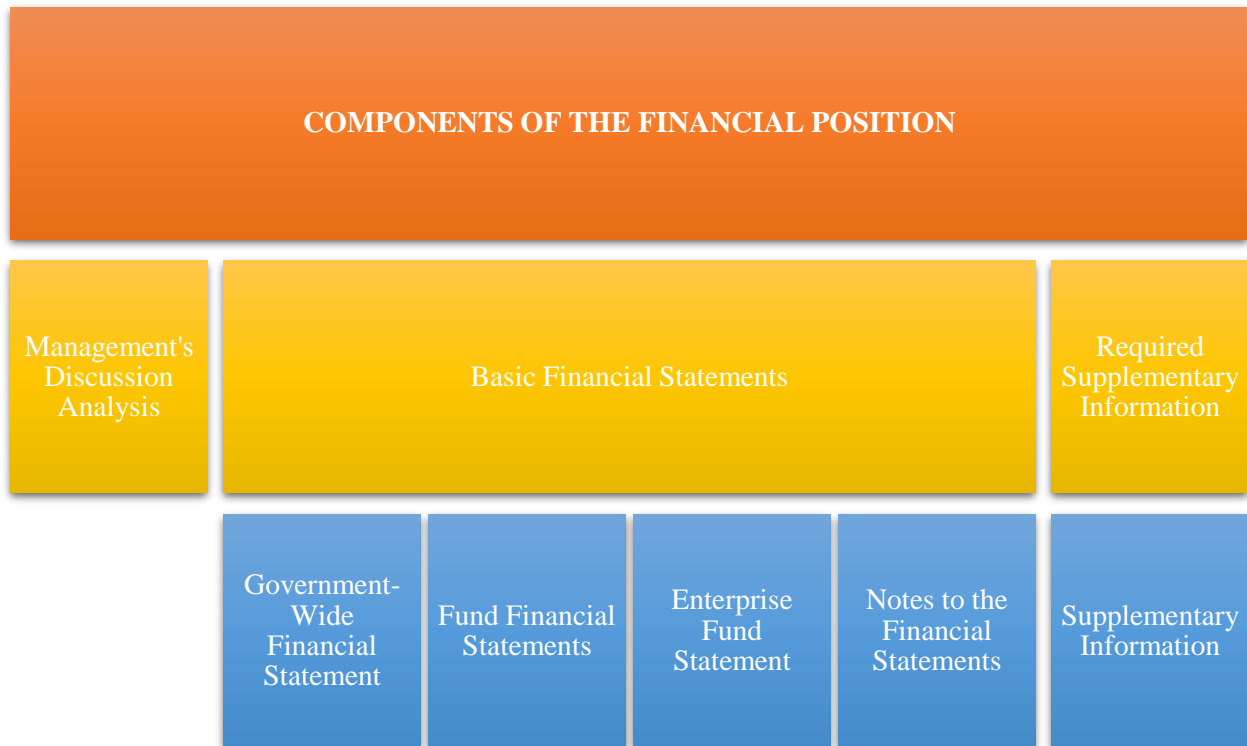 COMPONENTS OF THE FINANCIAL POSITION
Management's
Discussion
Analysis
Basic Financial Statements
Required
Supplementary
Information
Government-
Wide
Financial
Statement
Fund Financial
Statements
Enterprise
Fund
Statement
Notes to the
Financial
Statements
Supplementary
Information